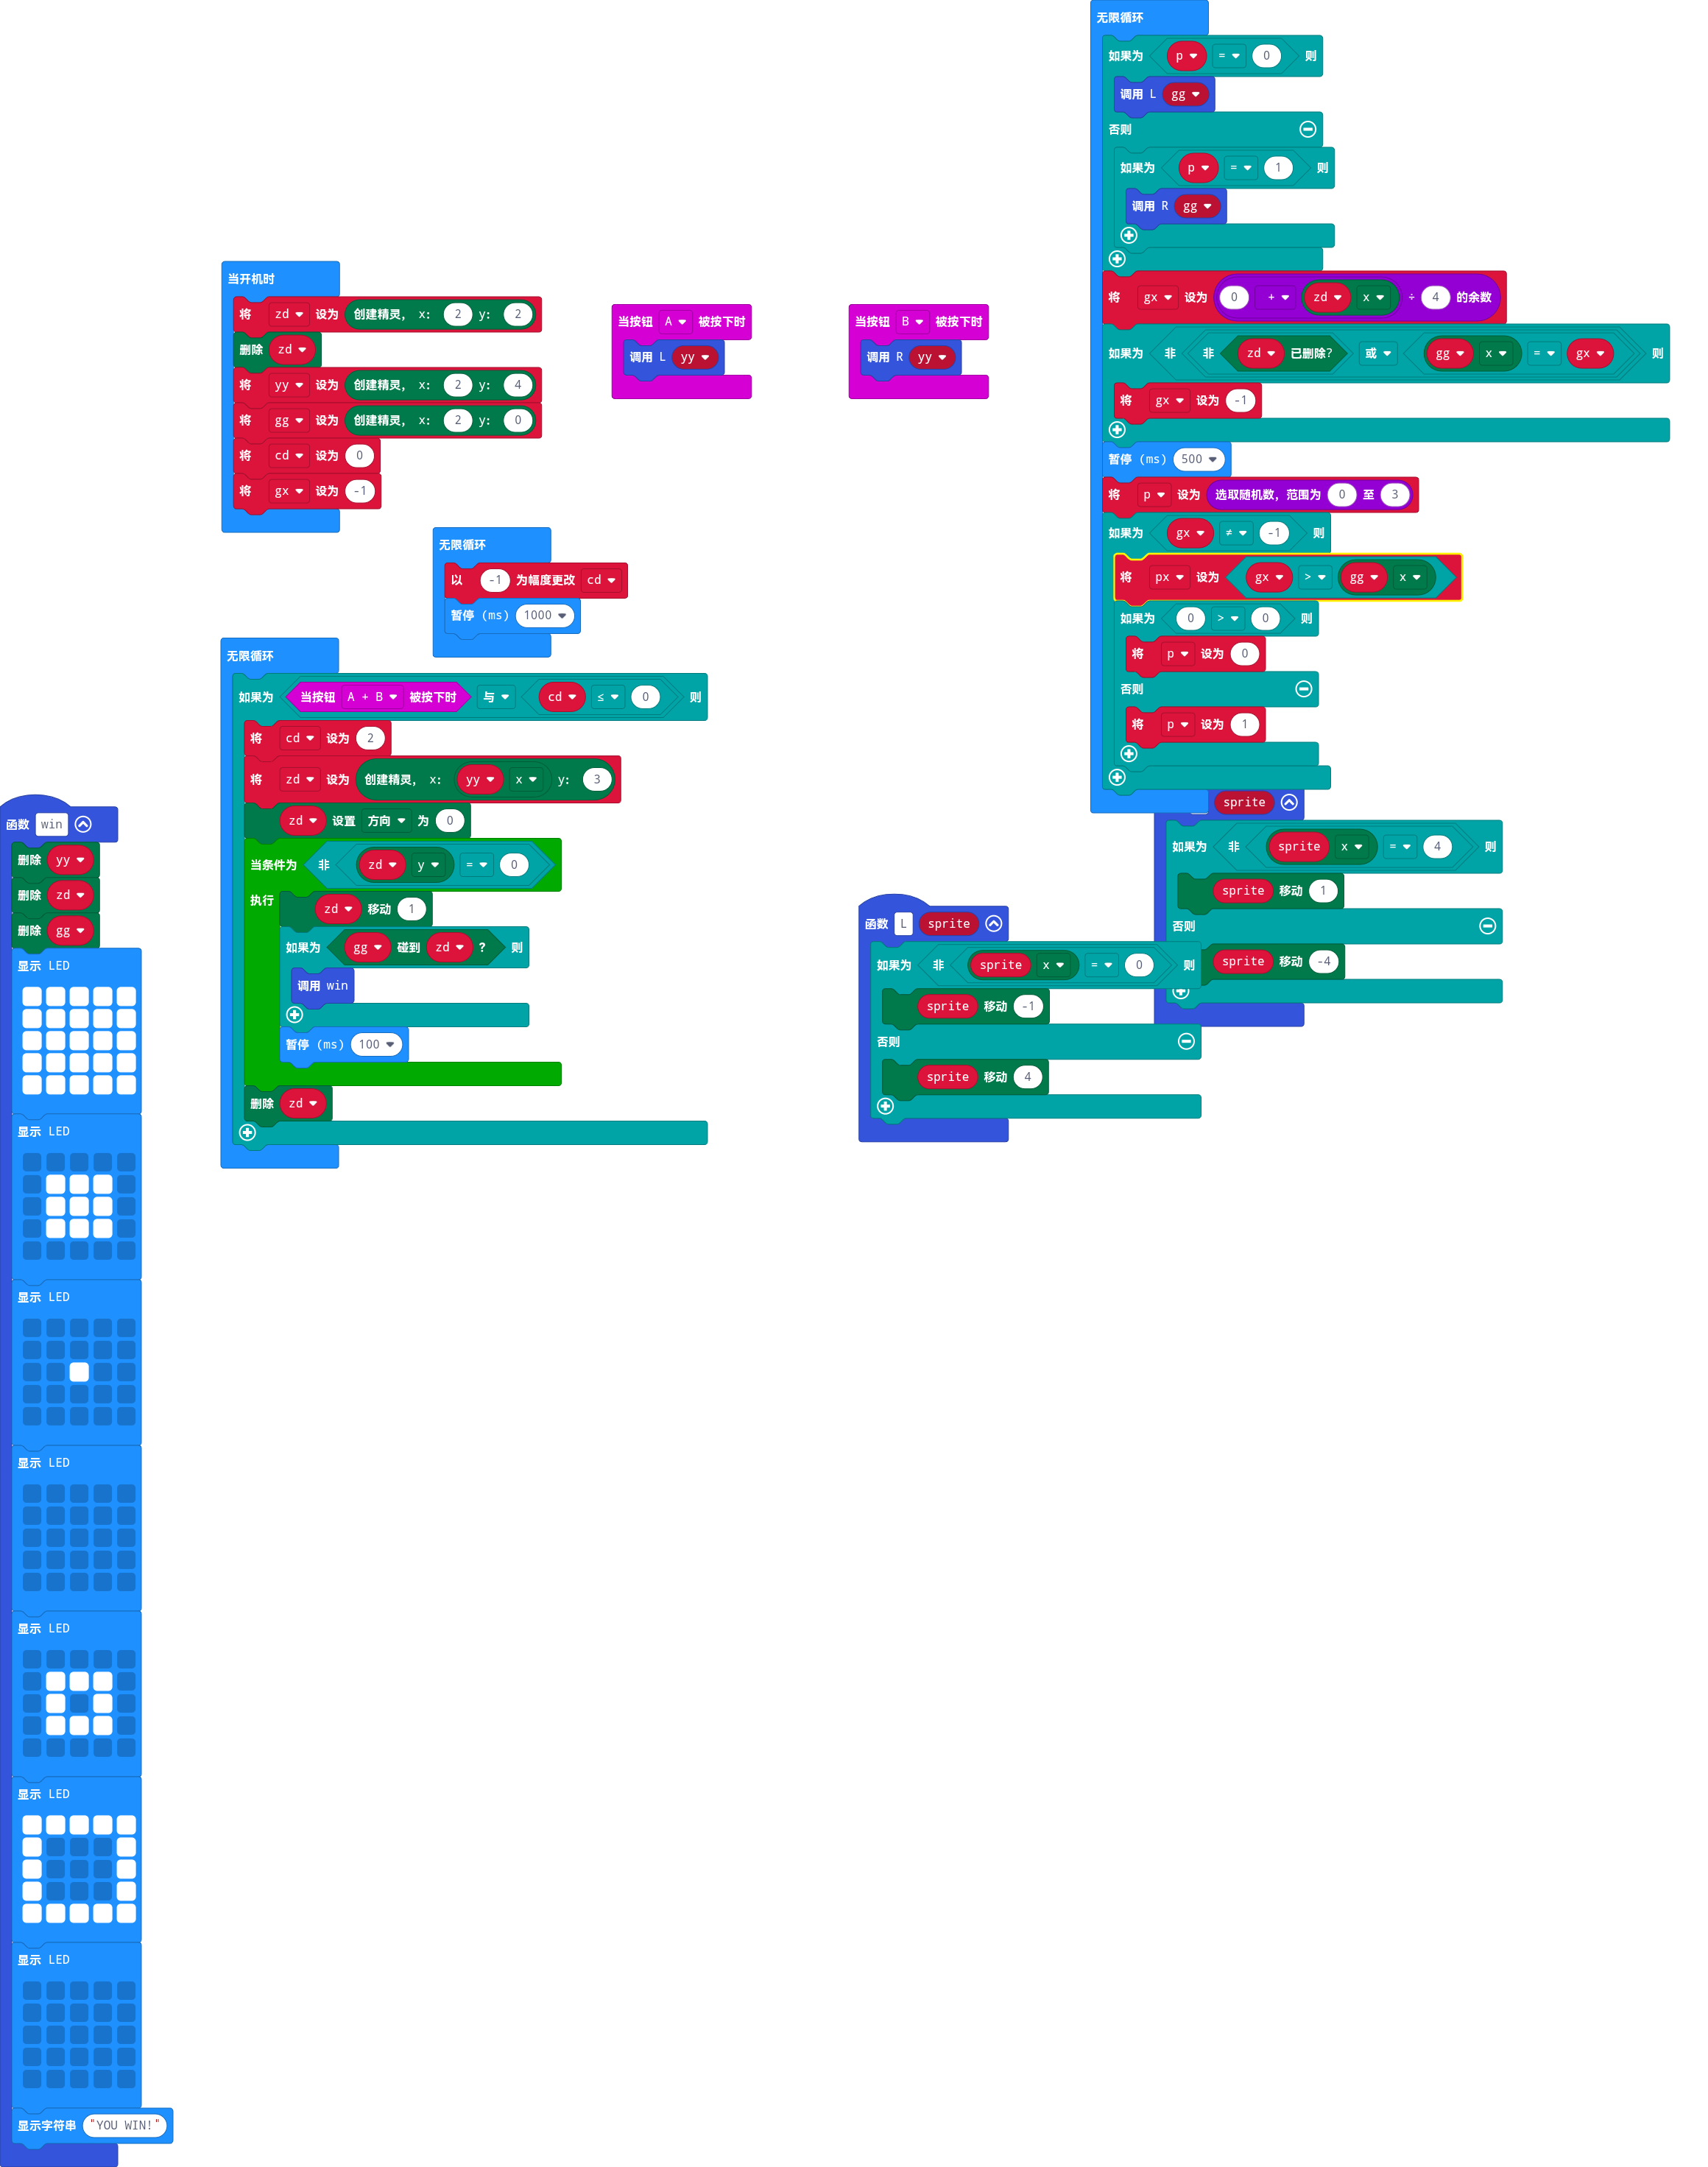 当开机时
将 zd 设为 创建精灵， x: 2 y: 2
删除 zd
将 yy 设为 创建精灵， x: 2 y: 4
将 gg 设为 创建精灵， x: 2 y: 0
将 cd 设为 0
将 gx 设为 -1
无限循环
以 -1 为幅度更改 cd
暂停 (ms) 1000
无限循环
如果为 当按钮 A + B 被按下时 与 cd ≤ 0 则
将 cd 设为 2
将 zd 设为 创建精灵， x: yy x y: 3
zd 设置 方向 为 0
当条件为 非 zd y = 0
执行
zd 移动 1
如果为 gg 碰到 zd ? 则
调用 win
暂停 (ms) 100
删除 zd
函数 win
删除 yy
删除 zd
删除 gg
显示 LED
显示 LED
显示 LED
显示 LED
显示 LED
显示 LED
显示 LED
显示字符串 "YOU WIN!"
当按钮 A 被按下时
调用 L yy
当按钮 B 被按下时
调用 R yy
无限循环
如果为 p = 0 则
调用 L gg
否则
如果为 p = 1 则
调用 R gg
将 gx 设为 0 + zd x ÷ 4 的余数
如果为 非 非 zd 已删除? 或 gg x = gx 则
将 gx 设为 -1
暂停 (ms) 500
将 p 设为 选取随机数，范围为 0 至 3
如果为 gx ≠ -1 则
将 px 设为 gx > gg x
如果为 0 > 0 则
将 p 设为 0
否则
将 p 设为 1
sprite
如果为 非 sprite x = 4 则
sprite 移动 1
否则
sprite 移动 -4
函数 L sprite
如果为 非 sprite x = 0 则
sprite 移动 -1
否则
sprite 移动 4